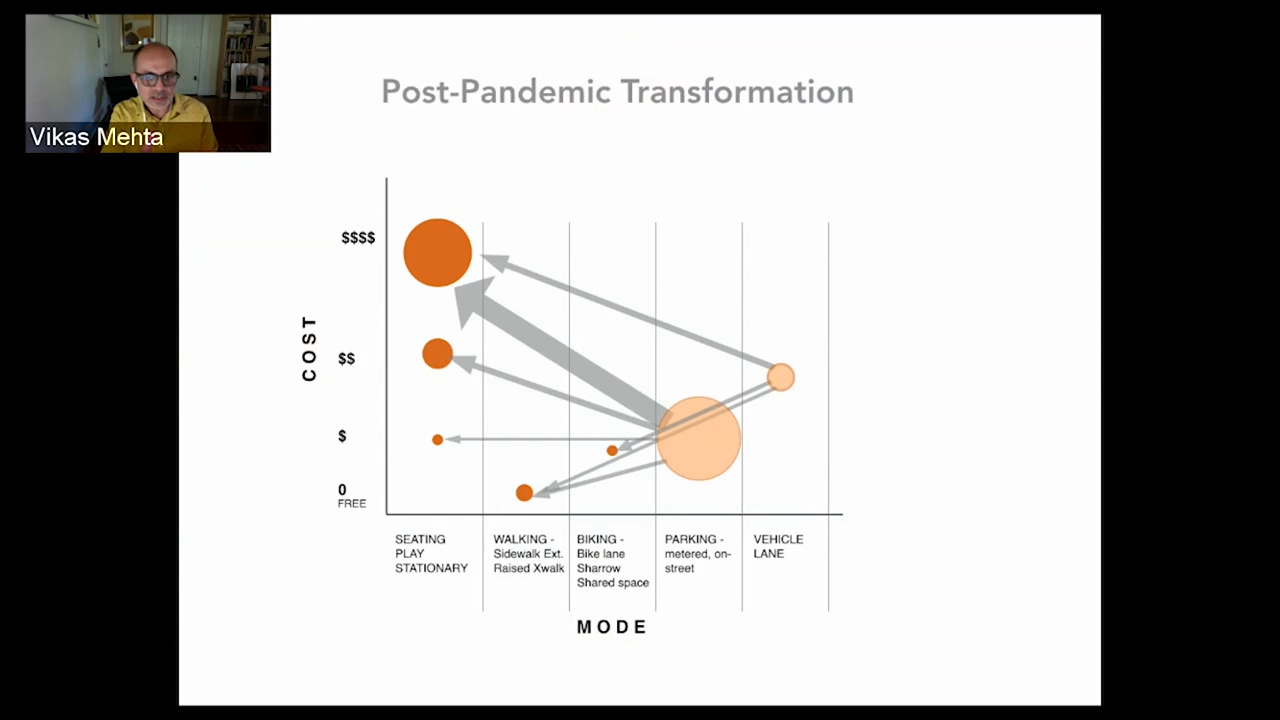 Vikas Mehta
Post-Pandemic Transformation
COST
$$$$
$$
$
0
FREE
SEATING
PLAY
STATIONARY
WALKING -
Sidewalk Ext.
Raised Xwalk
BIKING -
Bike lane
Sharrow
Shared space
PARKING -
metered, on-
street
VEHICLE
LANE
MODE